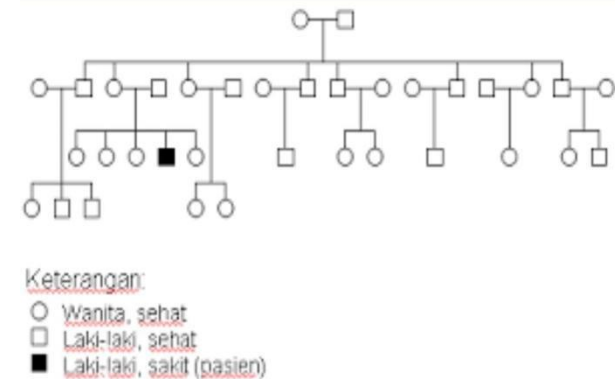 Keterangan:
Wanita, sehat
Laki-laki, sehat
Laki-laki, sakit (pasien)